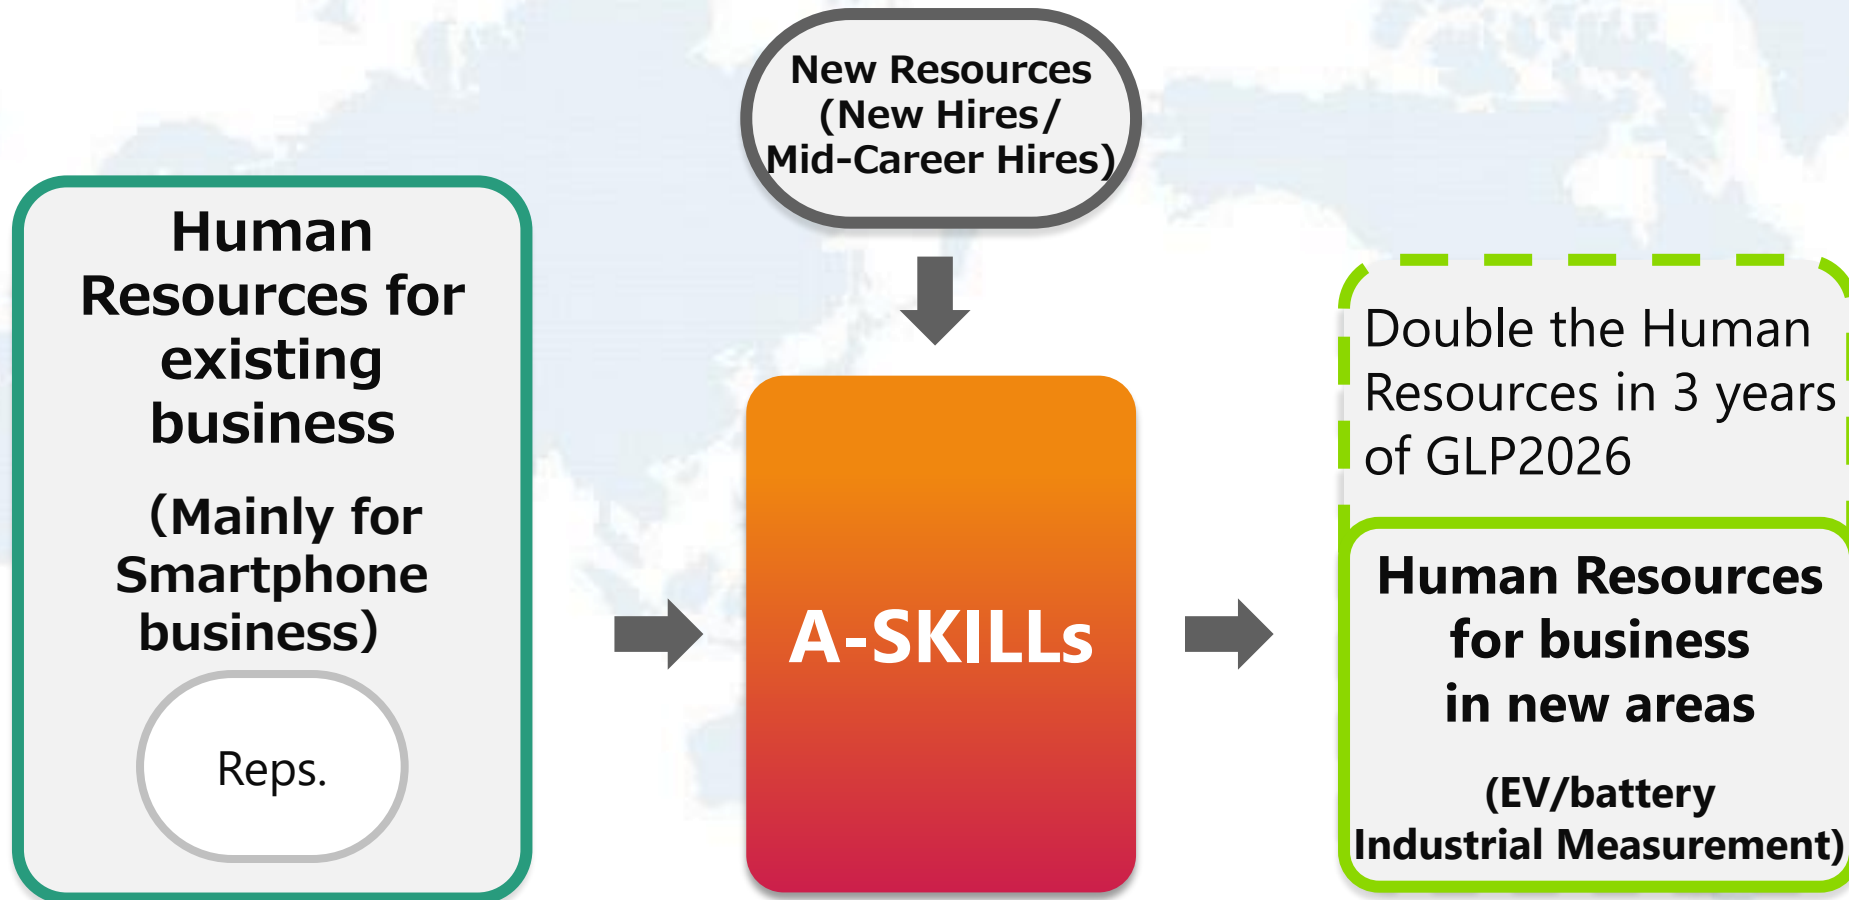 New Resources
(New Hires/
Mid-Career Hires)
Human
Resources for
existing
business
（Mainly for
Smartphone
business）
Reps.
A-SKILLs
Double the Human
Resources in 3 years
of GLP2026
Human Resources
for business
in new areas
(EV/battery
Industrial Measurement)